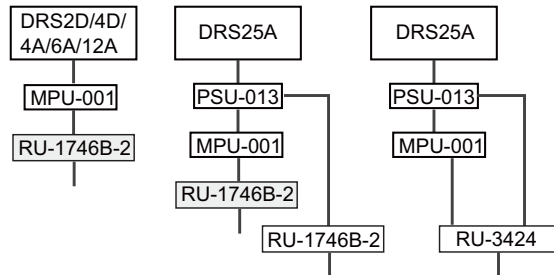 DRS2D/4D/
4A/6A/12A
MPU-001
RU-1746B-2
DRS25A
PSU-013
MPU-001
RU-1746B-2
RU-1746B-2
DRS25A
PSU-013
MPU-001
RU-3424